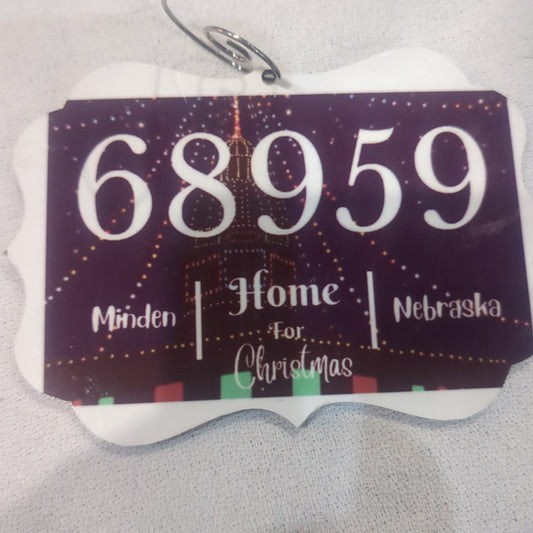 68959
Home
Minden | | Nebraska
For
Christmas